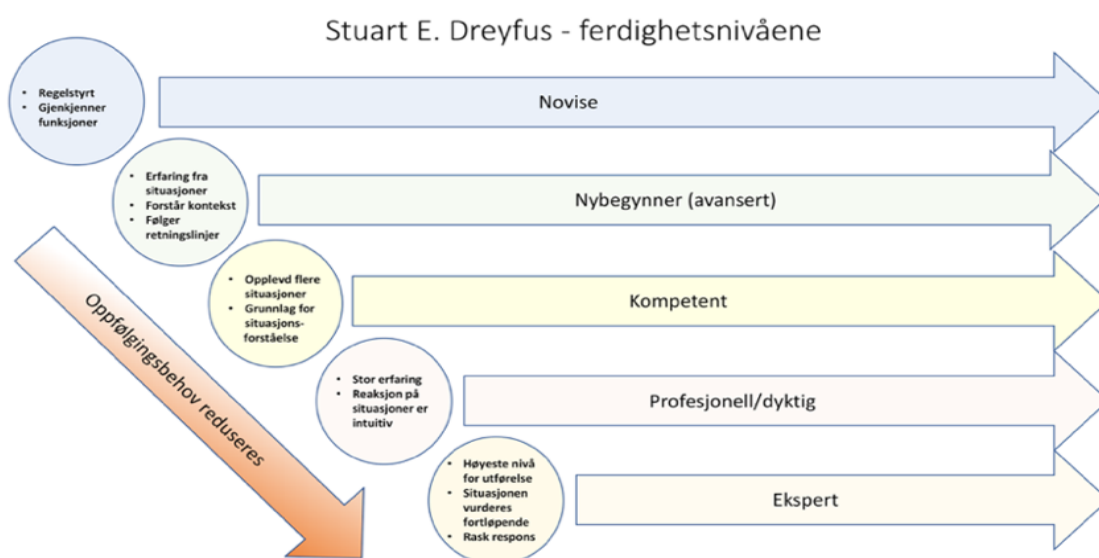 Stuart E. Dreyfus - ferdighetsnivåene
• Regelstyrt
• Gjenkjenner
funksjoner
Novise
• Erfaring fra
situasjoner
• Forstår kontekst
• Følger
retningslinjer
Nybegynner (avansert)
• Opplevd flere
situasjoner
• Grunnlag for
situasjons-
forståelse
Kompetent
Oppfølgingsbehov reduseres
• Stor erfaring
• Reaksjon på
situasjoner er
intuitiv
Profesjonell/dyktig
• Høyeste nivå
for utførelse
• Situasjonen
vurderes
fortløpende
• Rask respons
Ekspert